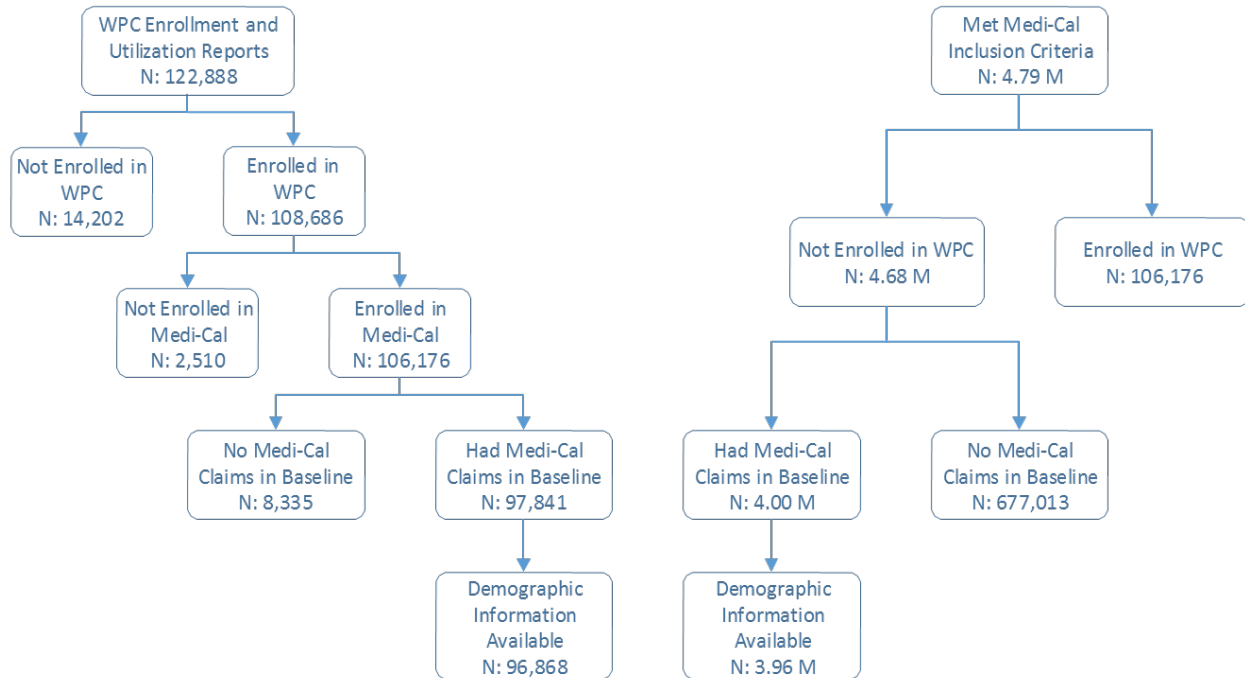 WPC Enrollment and
Utilization Reports
N: 122,888
Met Medi-Cal
Inclusion Criteria
N: 4.79 M
Not Enrolled in
WPC
N: 14,202
Enrolled in
WPC
N: 108,686
Not Enrolled in WPC
N: 4.68 M
Enrolled in WPC
N: 106,176
Not Enrolled in
Medi-Cal
N: 2,510
Enrolled in
Medi-Cal
N: 106,176
No Medi-Cal
Claims in Baseline
N: 8,335
Had Medi-Cal
Claims in Baseline
N: 97,841
Had Medi-Cal
Claims in Baseline
N: 4.00 M
No Medi-Cal
Claims in Baseline
N: 677,013
Demographic
Information
Available
N: 96,868
Demographic
Information
Available
N: 3.96 M